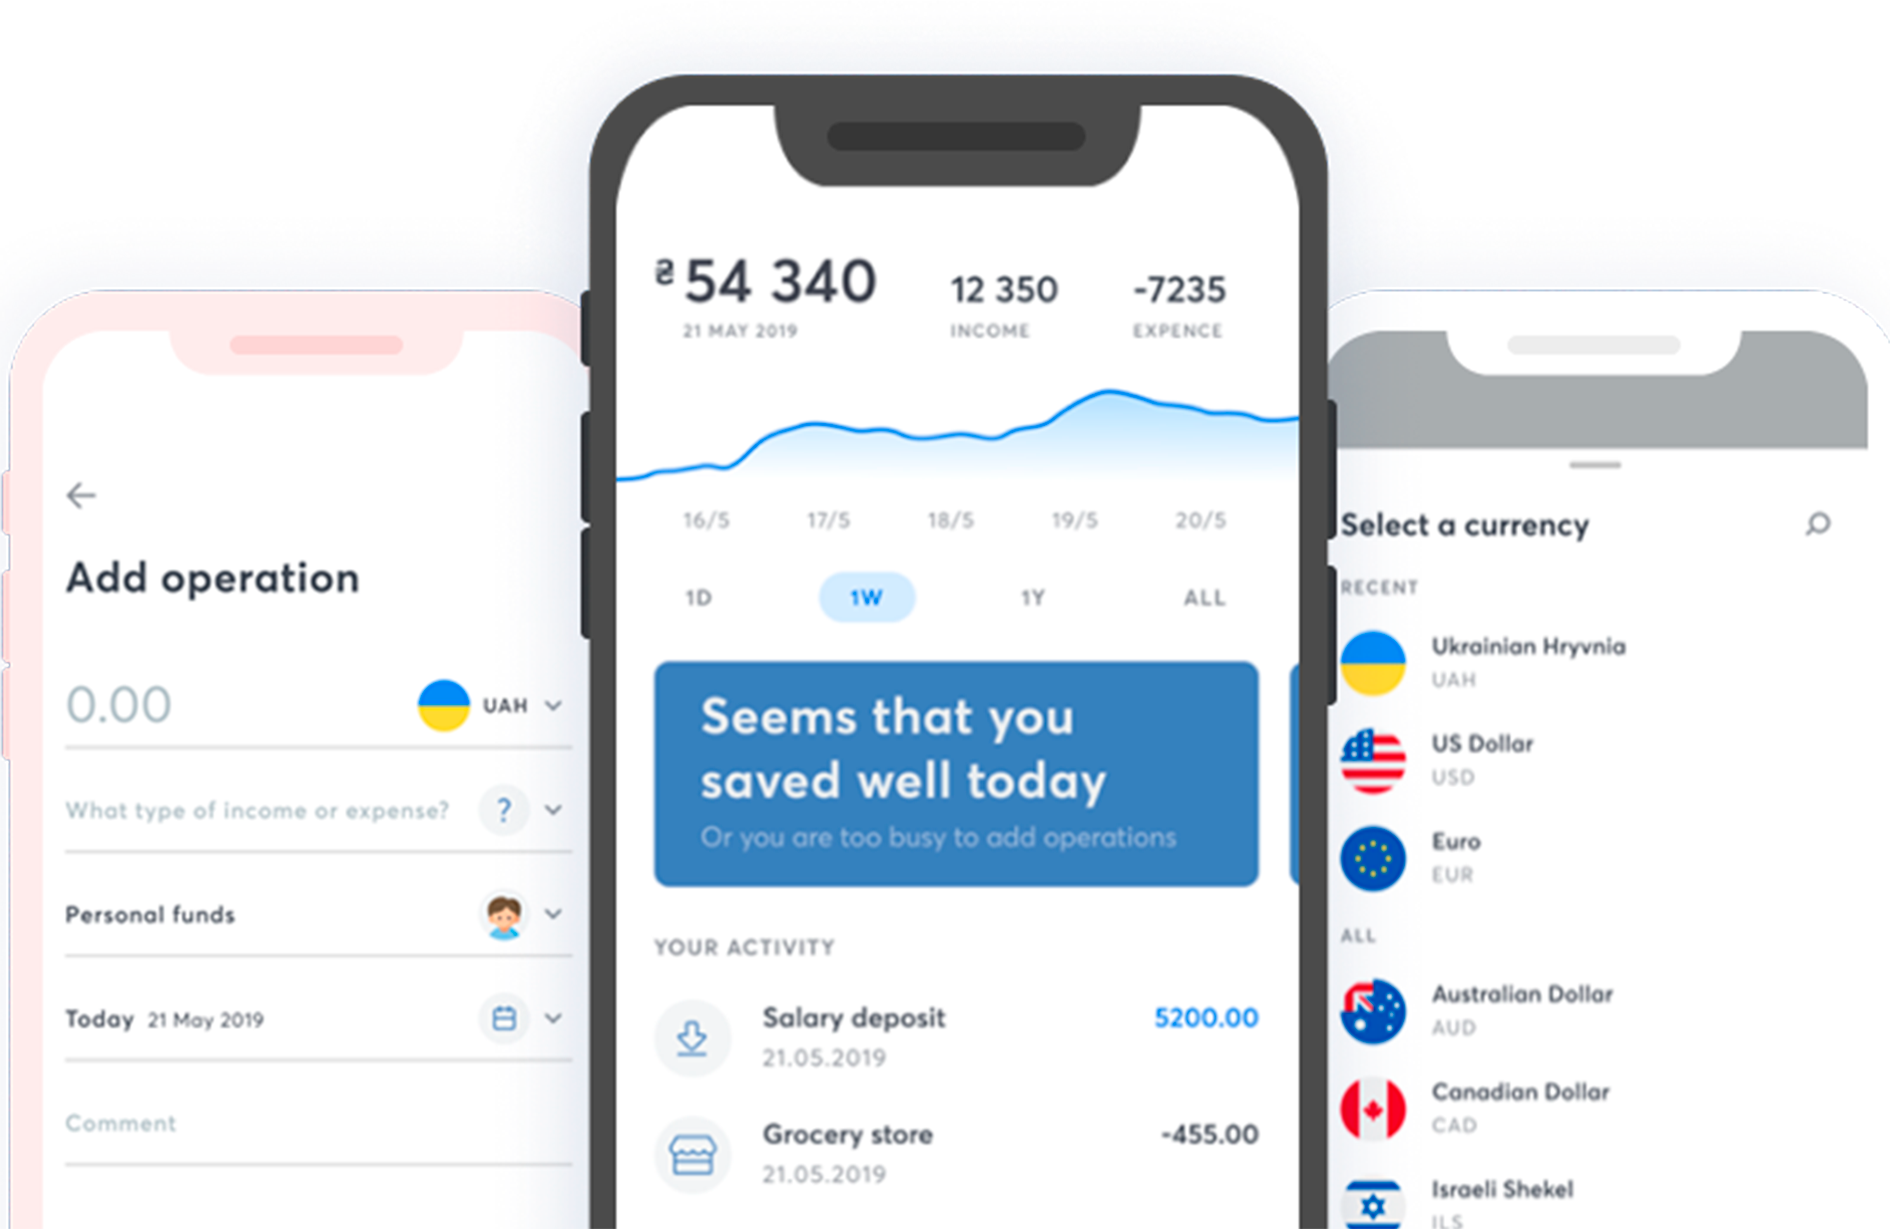 Add operation
0.00 UAH
What type of income or expense? ?
Personal funds
Today 21 May 2019
Comment
₴54 340 12 350 -7235
21 MAY 2019 INCOME EXPENCE
16/5 17/5 18/5 19/5 20/5
1D 1W 1Y ALL
Seems that you
saved well today
Or you are too busy to add operations
YOUR ACTIVITY
Salary deposit 5200.00
21.05.2019
Grocery store -455.00
21.05.2019
Select a currency
RECENT
Ukrainian Hryvnia
UAH
US Dollar
USD
Euro
EUR
ALL
Australian Dollar
AUD
Canadian Dollar
CAD
Israeli Shekel
ILS